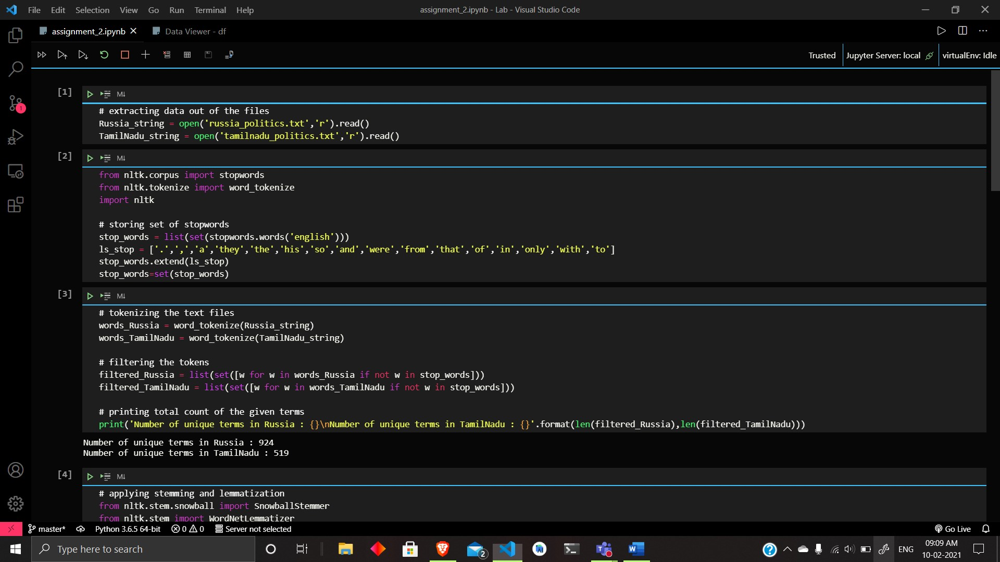 File Edit Selection View Go Run Terminal Help
assignment_2.ipynb - Lab - Visual Studio Code
assignment_2.ipynb
Data Viewer - df
Trusted
Jupyter Server: local
virtualEnv: Idle
[1]
M↓
# extracting data out of the files
Russia_string = open('russia_politics.txt','r').read()
TamilNadu_string = open('tamilnadu_politics.txt','r').read()
[2]
M↓
from nltk.corpus import stopwords
from nltk.tokenize import word_tokenize
import nltk
# storing set of stopwords
stop_words = list(set(stopwords.words('english')))
ls_stop = ['.',',','a','they','the','his','so','and','were','from','that','of','in','only','with','to']
stop_words.extend(ls_stop)
stop_words=set(stop_words)
[3]
M↓
# tokenizing the text files
words_Russia = word_tokenize(Russia_string)
words_TamilNadu = word_tokenize(TamilNadu_string)
# filtering the tokens
filtered_Russia = list(set([w for w in words_Russia if not w in stop_words]))
filtered_TamilNadu = list(set([w for w in words_TamilNadu if not w in stop_words]))
# printing total count of the given terms
print('Number of unique terms in Russia : {}\nNumber of unique terms in TamilNadu : {}'.format(len(filtered_Russia),len(filtered_TamilNadu)))
Number of unique terms in Russia : 924
Number of unique terms in TamilNadu : 519
[4]
M↓
# applying stemming and lemmatization
from nltk.stem.snowball import SnowballStemmer
from nltk.stem import WordNetLemmatizer
1
master*
Python 3.6.5 64-bit
0
0
Server not selected
Go Live
Type here to search
2
ENG
09:09 AM
10-02-2021